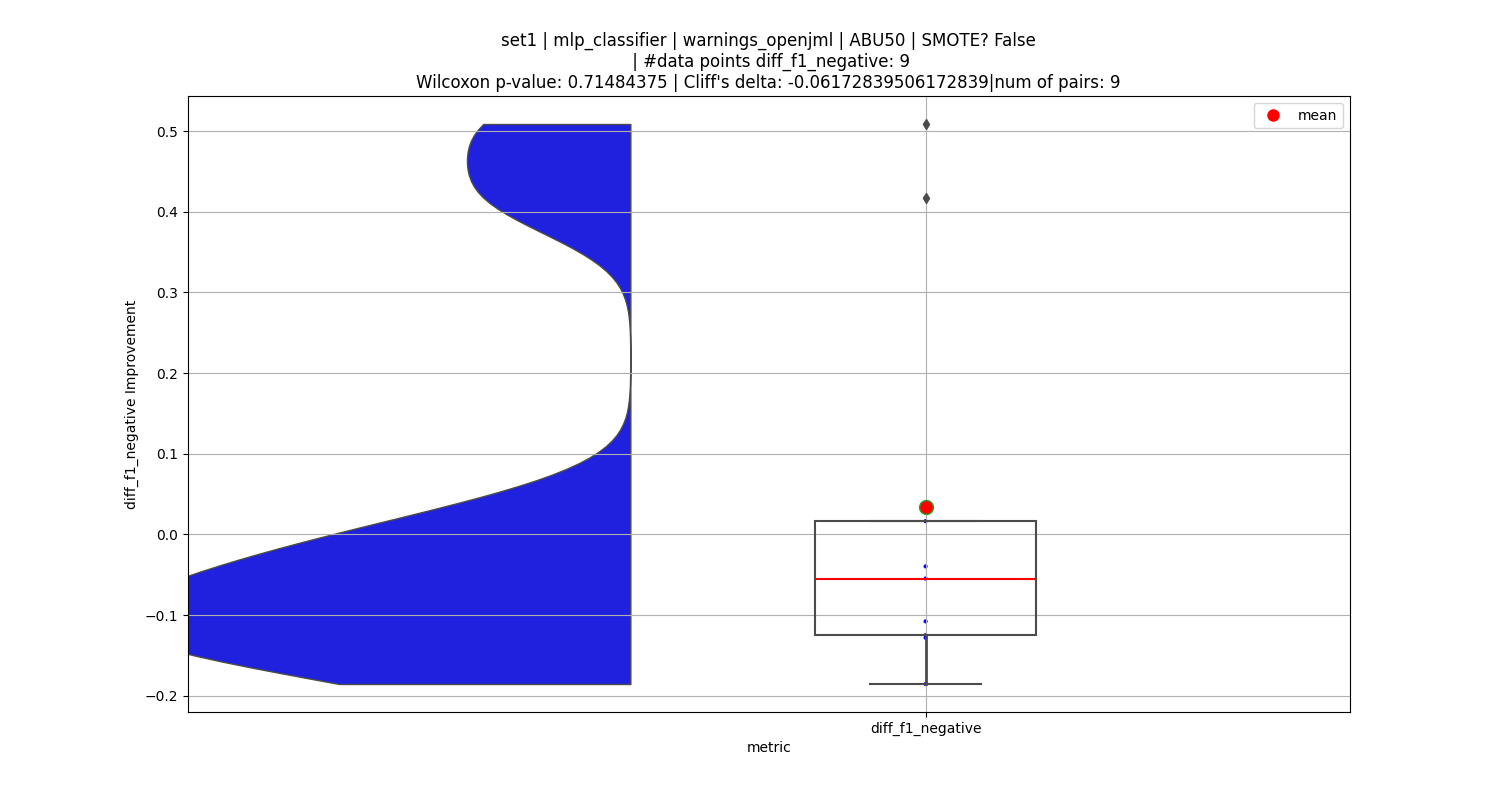 set1 | mlp_classifier | warnings_openjml | ABU50 | SMOTE? False
| #data points diff_f1_negative: 9
Wilcoxon p-value: 0.71484375 | Cliff's delta: -0.06172839506172839|num of pairs: 9
mean
0.5
0.4
0.3
0.2
0.1
0.0
−0.1
−0.2
diff_f1_negative Improvement
diff_f1_negative
metric